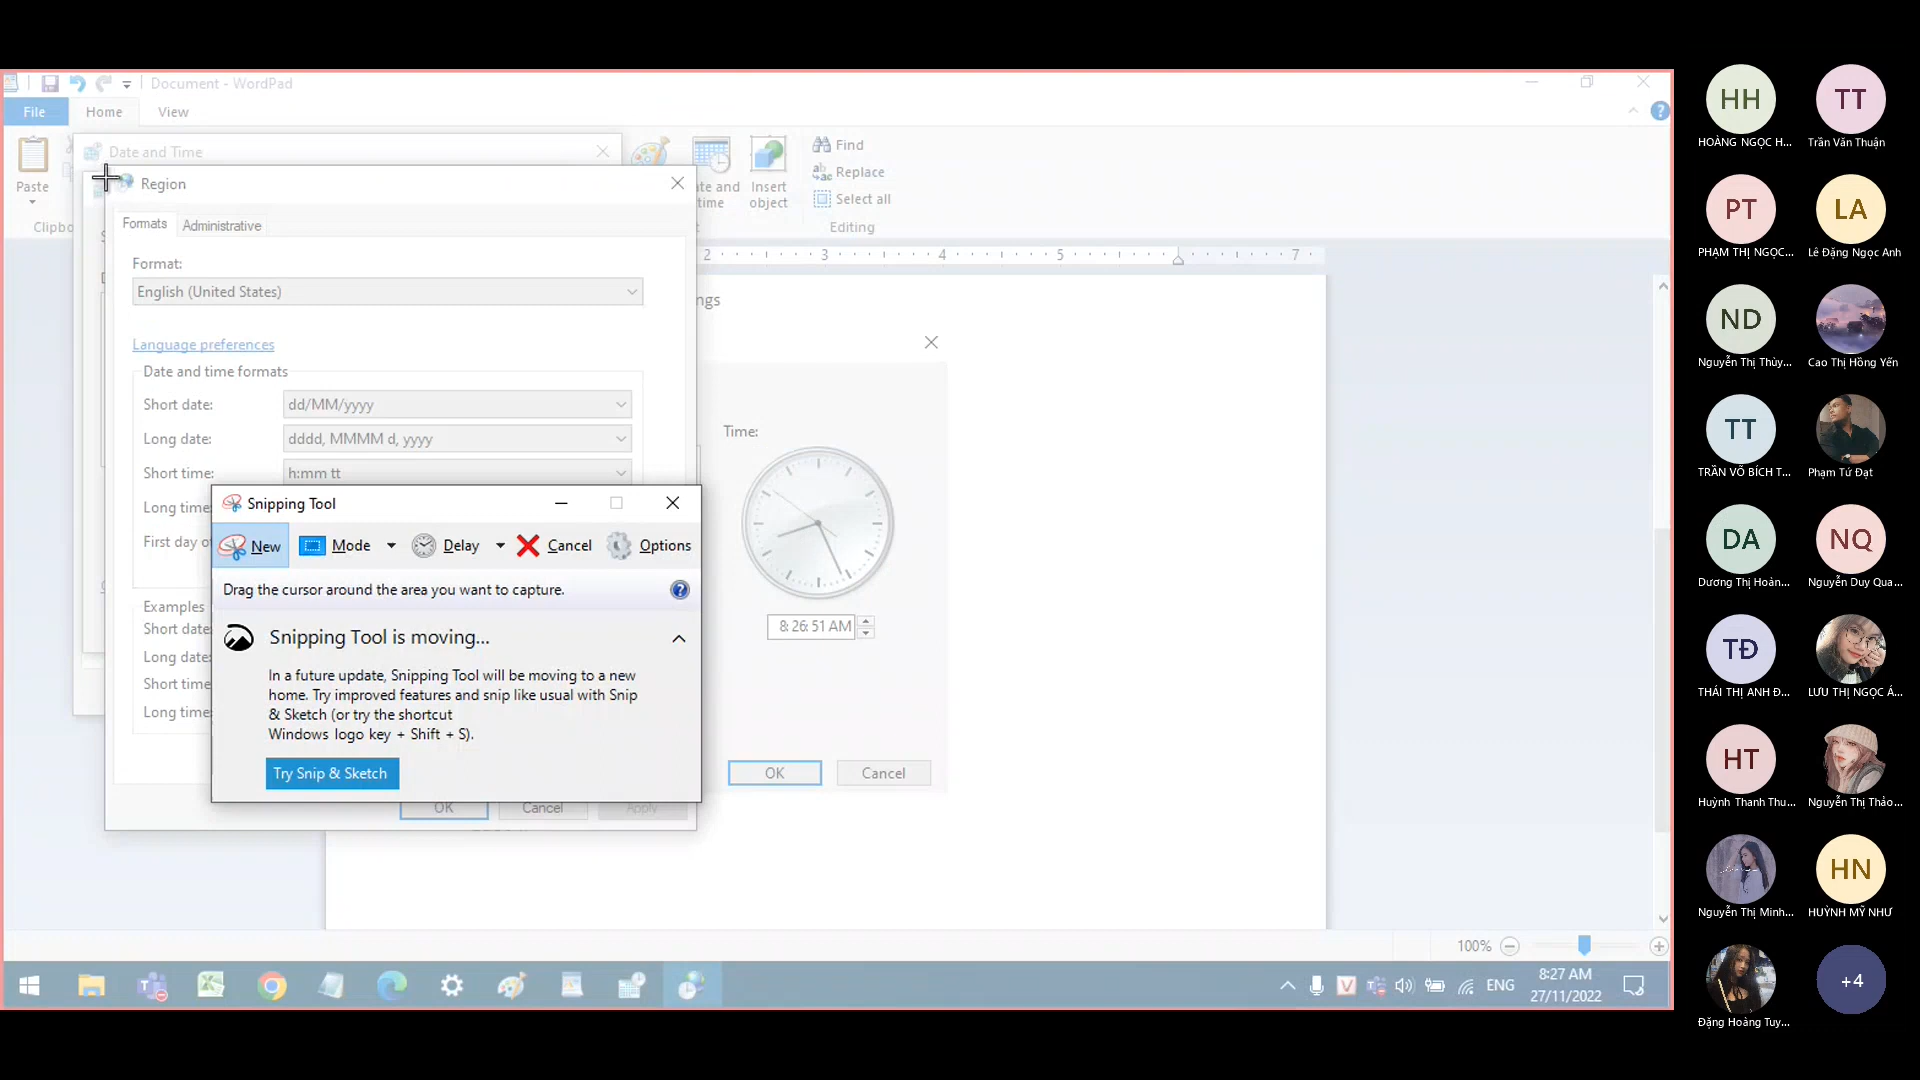 Document - WordPad
File
Home
View
Date and Time
Paste
Region
Find
Replace
Select all
Insert
object
ate and
time
Clipbo
Editing
Formats
Administrative
Format:
English (United States)
2 3 4 5 7
ngs
Language preferences
Date and time formats
Short date:
dd/MM/yyyy
Long date:
dddd, MMMM d, yyyy
Short time:
h:mm tt
Long time:
First day o
Time:
8: 26: 51 AM
Snipping Tool
New
Mode
Delay
Cancel
Options
Drag the cursor around the area you want to capture.
Snipping Tool is moving...
In a future update, Snipping Tool will be moving to a new
home. Try improved features and snip like usual with Snip
& Sketch (or try the shortcut
Windows logo key + Shift + S).
Try Snip & Sketch
Examples
Short date:
Long date:
Short time
Long time:
OK
Cancel
Apply
OK
Cancel
100%
ENG
8:27 AM
27/11/2022
HH
HOÀNG NGỌC H...
TT
Trần Văn Thuận
PT
PHẠM THỊ NGỌC...
LA
Lê Đặng Ngọc Anh
ND
Nguyễn Thị Thùy...
Cao Thị Hồng Yến
TT
TRẦN VÕ BÍCH T...
Phạm Tứ Đạt
DA
Dương Thị Hoàn...
NQ
Nguyễn Duy Qua...
TĐ
THÁI THỊ ANH Đ...
LƯU THỊ NGỌC Á...
HT
Huỳnh Thanh Thu...
Nguyễn Thị Thảo...
Nguyễn Thị Minh...
HN
HUỲNH MỸ NHƯ
Đặng Hoàng Tuy...
+4